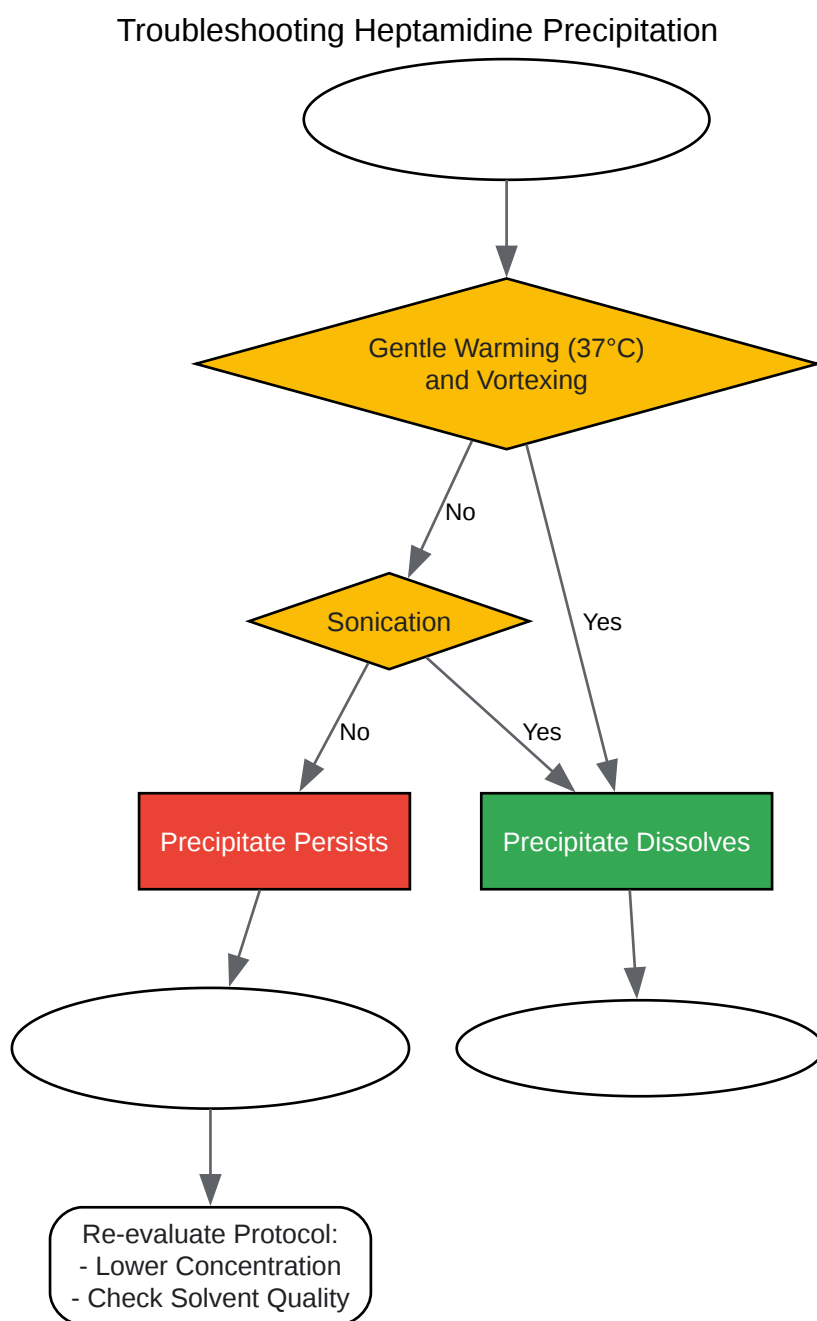 Troubleshooting Heptamidine Precipitation
Gentle Warming (37°C)
and Vortexing
No
Sonication
Yes
No
Yes
Precipitate Persists
Precipitate Dissolves
Re-evaluate Protocol:
- Lower Concentration
- Check Solvent Quality